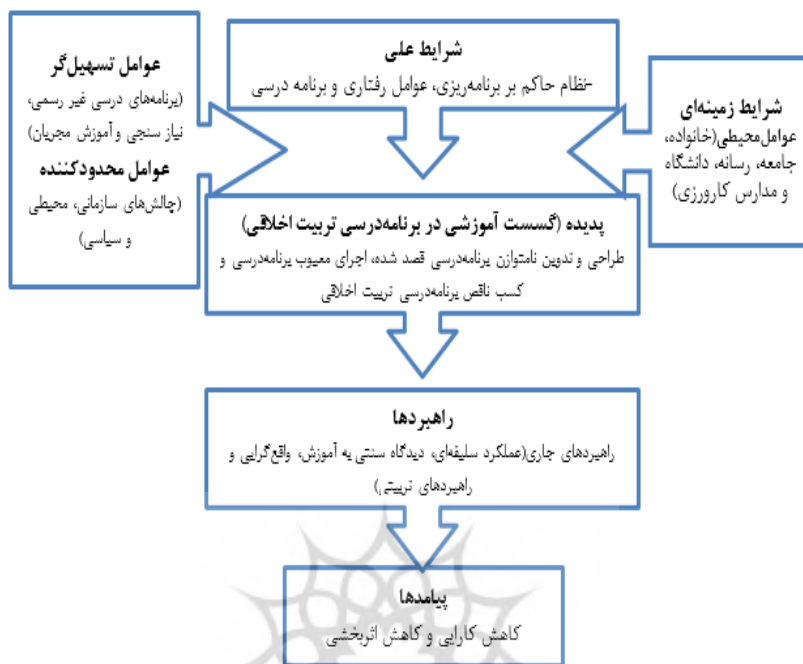 شرایط علی
-نظام حاکم بر برنامه‌ریزی، عوامل رفتاری و برنامه درسی
عوامل تسهیل‌گر
(برنامه‌های درسی غیر رسمی،
نیاز سنجی و آموزش مجریان)
عوامل محدودکننده
(چالش‌های سازمانی، محیطی
و سیاسی)
شرایط زمینه‌ای
عوامل‌محیطی(خانواده،
جامعه، رسانه، دانشگاه
و مدارس کارورزی)
پدیده (گسست آموزشی در برنامه‌درسی تربیت اخلاقی)
طراحی و تدوین نامتوازن برنامه‌درسی قصد شده، اجرای معیوب برنامه‌درسی و
کسب ناقص برنامه‌درسی تربیت اخلاقی
راهبردها
راهبردهای جاری(عملکرد سلیقه‌ای، دیدگاه سنتی به آموزش، واقع‌گرایی و
راهبردهای تربیتی)
پیامدها
کاهش کارایی و کاهش اثربخشی